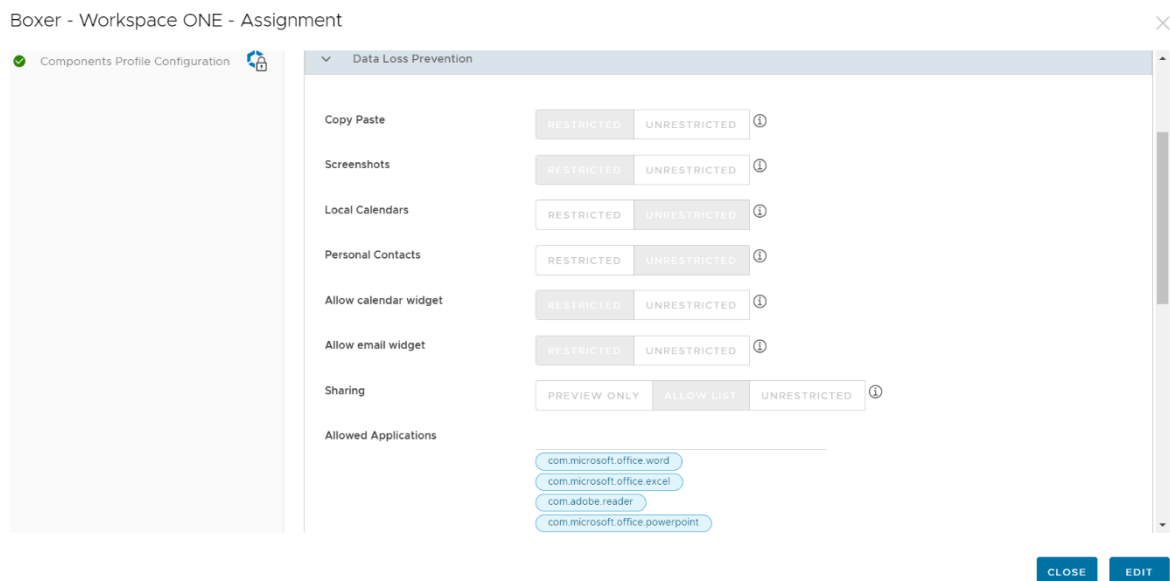 Boxer - Workspace ONE - Assignment
Components Profile Configuration
Data Loss Prevention
Copy Paste RESTRICTED UNRESTRICTED
Screenshots RESTRICTED UNRESTRICTED
Local Calendars RESTRICTED UNRESTRICTED
Personal Contacts RESTRICTED UNRESTRICTED
Allow calendar widget RESTRICTED UNRESTRICTED
Allow email widget RESTRICTED UNRESTRICTED
Sharing PREVIEW ONLY ALLOW LIST UNRESTRICTED
Allowed Applications
com.microsoft.office.word
com.microsoft.office.excel
com.adobe.reader
com.microsoft.office.powerpoint
CLOSE EDIT